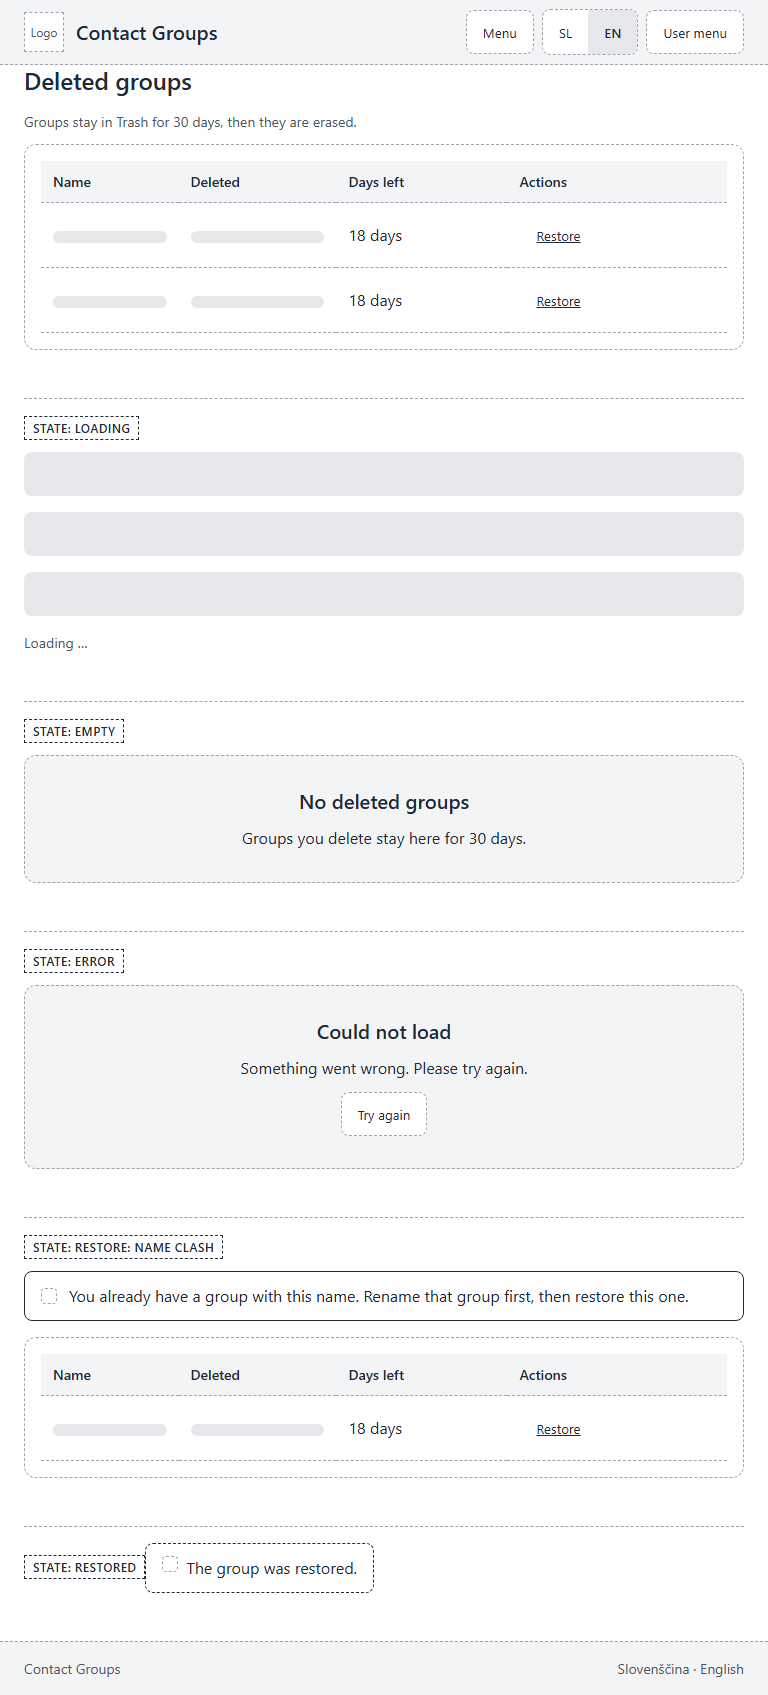 Logo Contact Groups Menu SL EN User menu
Deleted groups
Groups stay in Trash for 30 days, then they are erased.
Name Deleted Days left Actions
18 days Restore
18 days Restore
STATE: LOADING
Loading ...
STATE: EMPTY
No deleted groups
Groups you delete stay here for 30 days.
STATE: ERROR
Could not load
Something went wrong. Please try again.
Try again
STATE: RESTORE: NAME CLASH
You already have a group with this name. Rename that group first, then restore this one.
Name Deleted Days left Actions
18 days Restore
STATE: RESTORED The group was restored.
Contact Groups Slovenščina · English